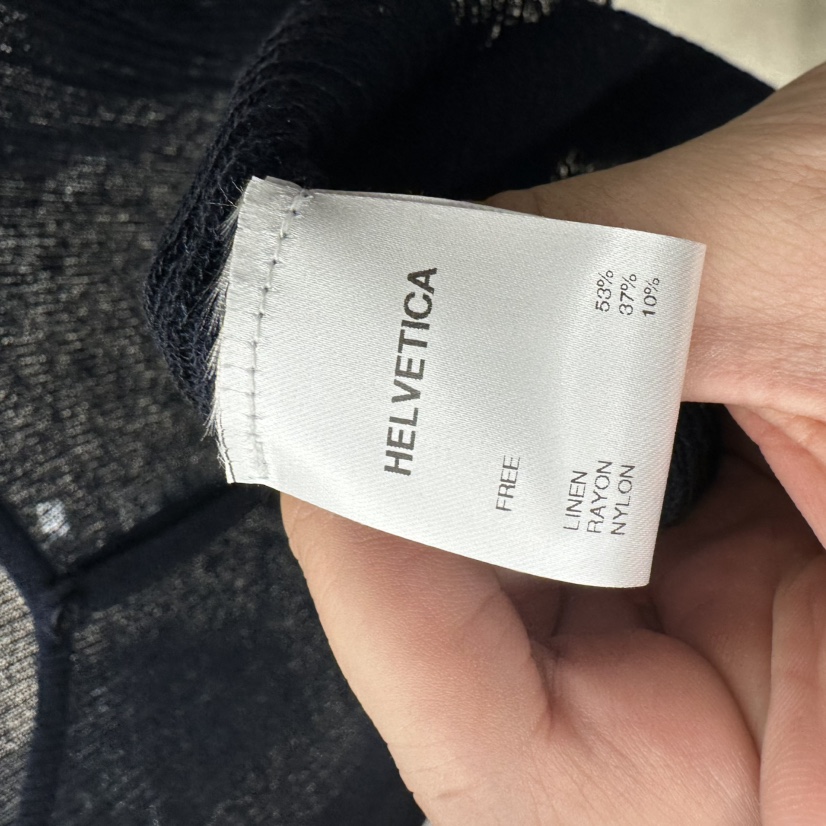 HELVETICA
FREE
LINEN 53%
RAYON 37%
NYLON 10%